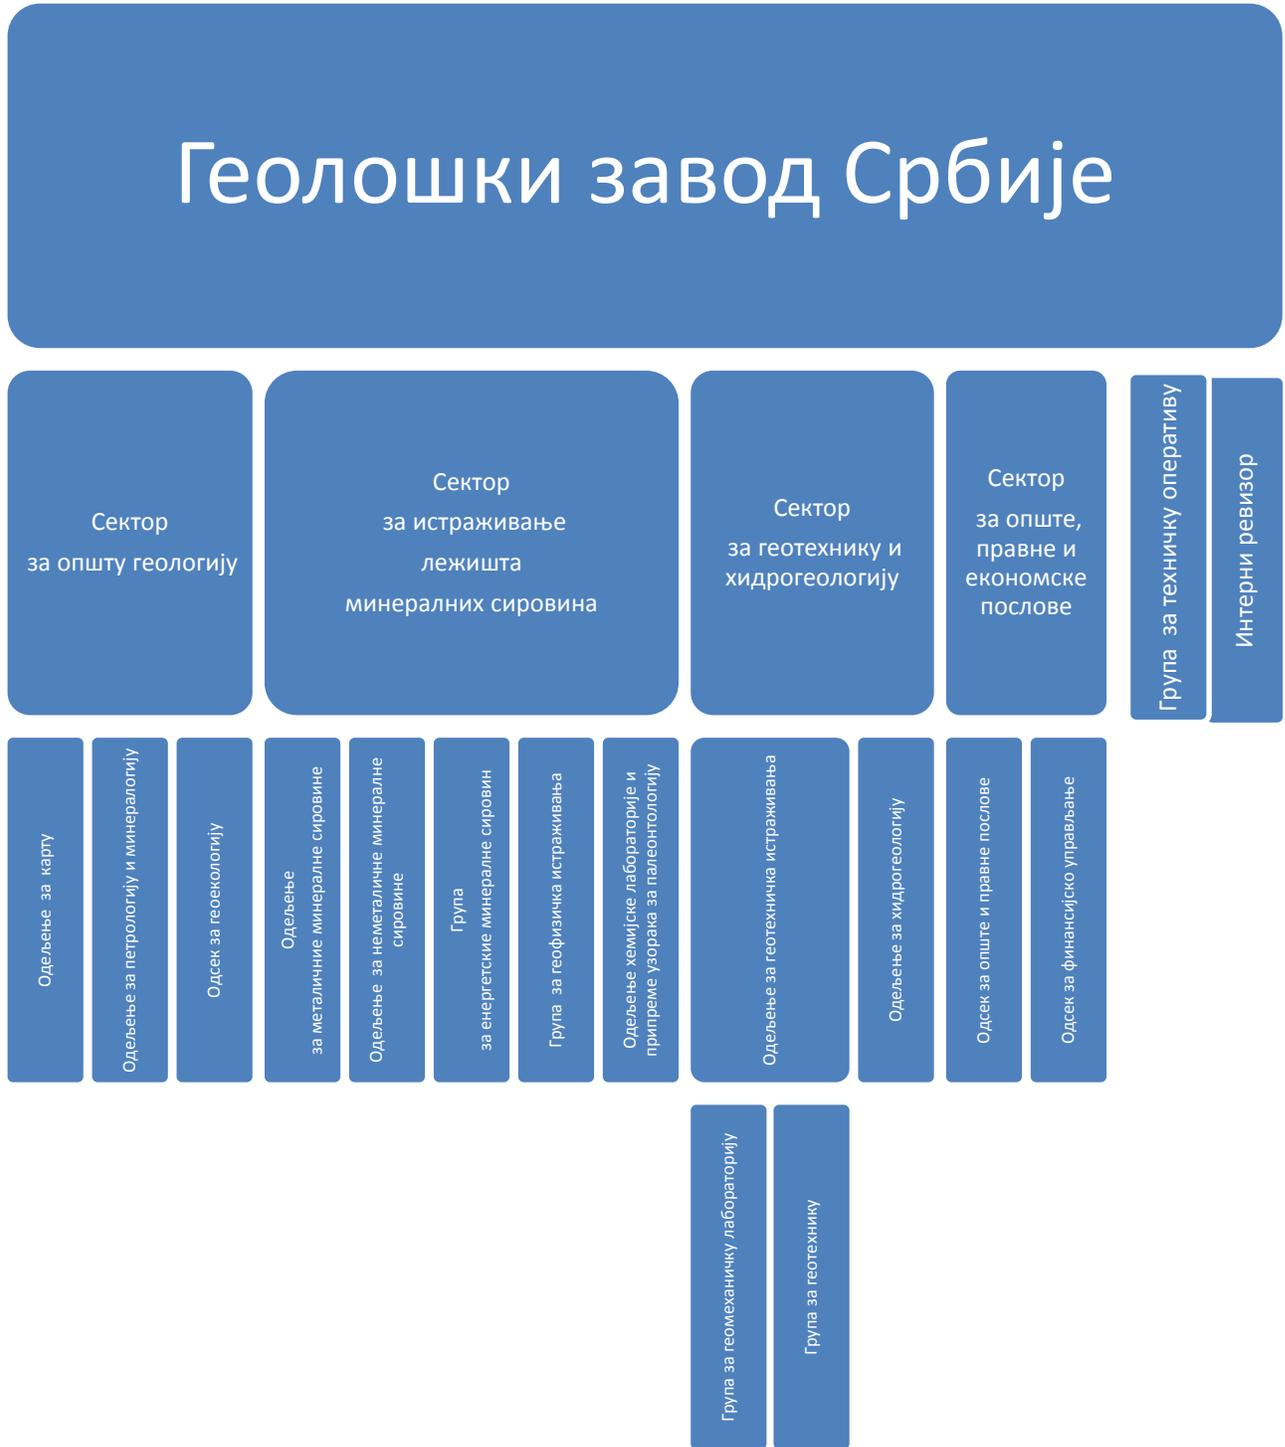 Геолошки завод Србије
Сектор
за општу геологију
Сектор
за истраживање
лежишта
минералних сировина
Сектор
за геотехнику и
хидрогеологију
Сектор
за опште,
правне и
економске
послове
Група за техничку оперативу
Интерни ревизор
Одељење за карту
Одељење за петрологију и минералогију
Одсек за геоекологију
Одељење
за металичне минералне сировине
Одељење за неметаличне минералне
сировине
Група
за енергетске минералне сировин
Група за геофизичка истраживања
Одељење хемијске лабораторије и
припреме узорака за палеонтологију
Одељење за геотехничка истраживања
Одељење за хидрогеологију
Одсек за опште и правне послове
Одсек за финансијско управљање
Група за геомеханичку лабораторију
Група за геотехнику